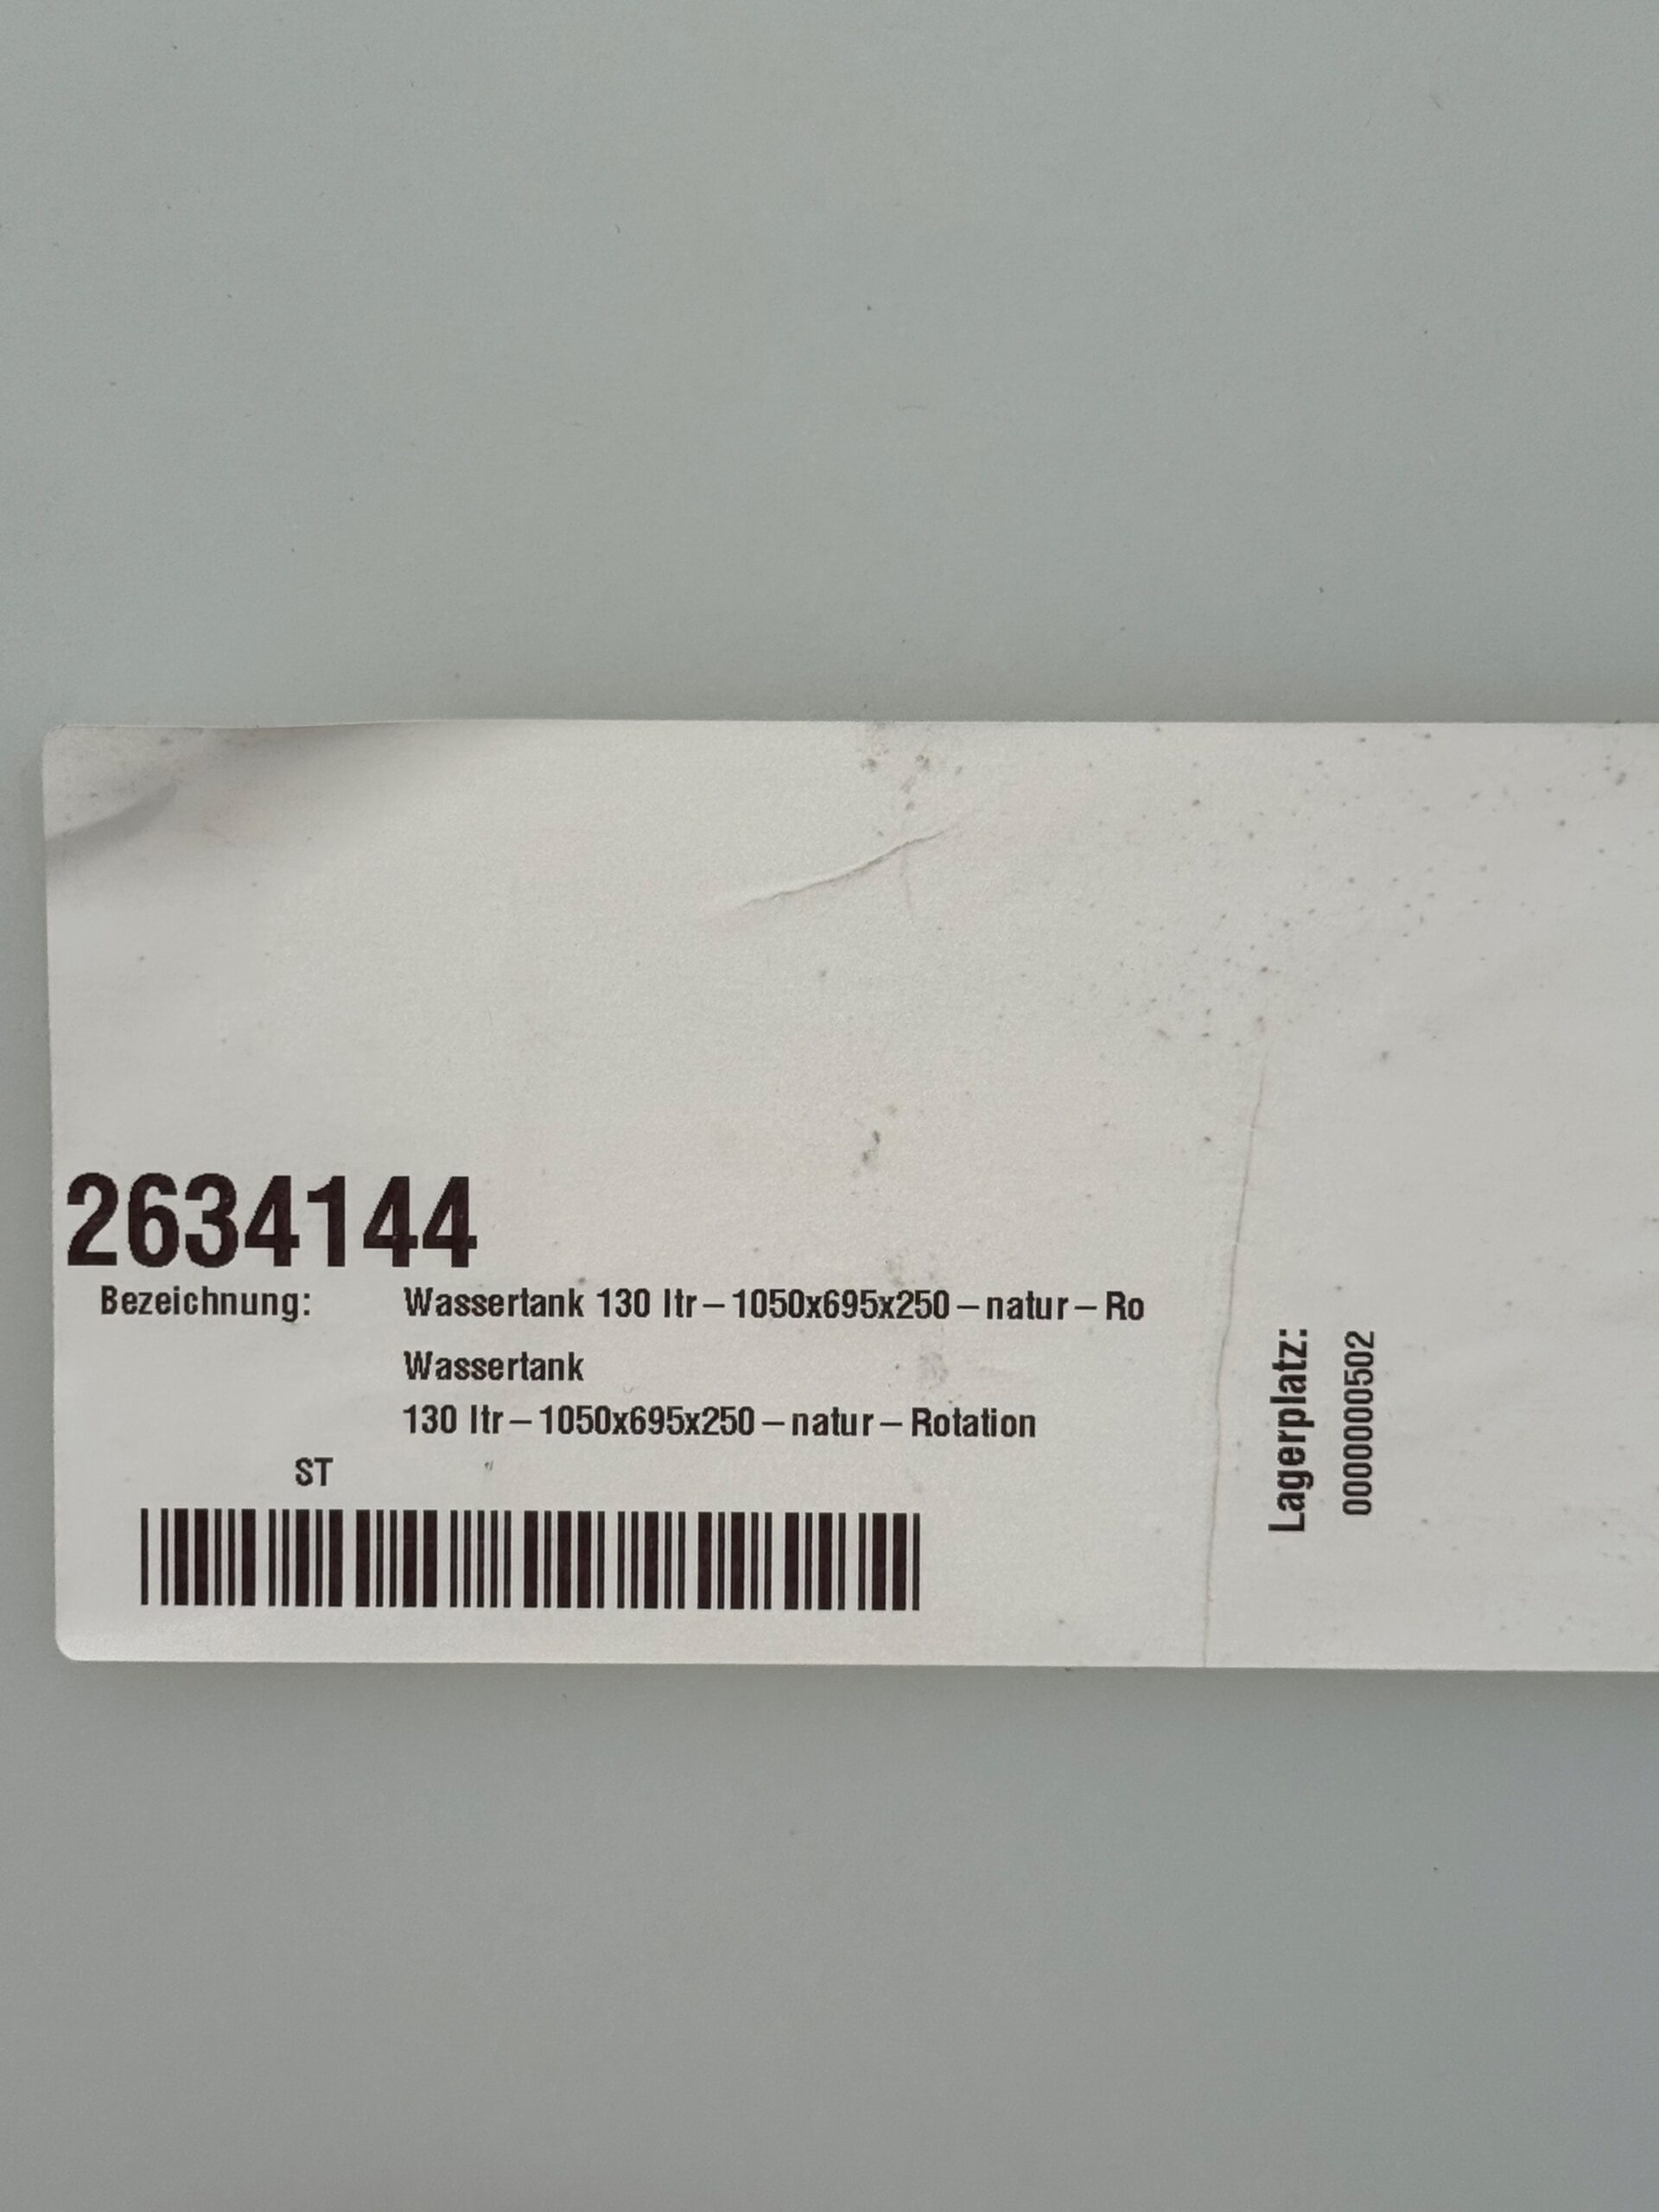 2634144
Bezeichnung: Wassertank 130 ltr – 1050x695x250 – natur – Ro
Wassertank
130 ltr – 1050x695x250 – natur – Rotation
ST
Lagerplatz:
0000000502